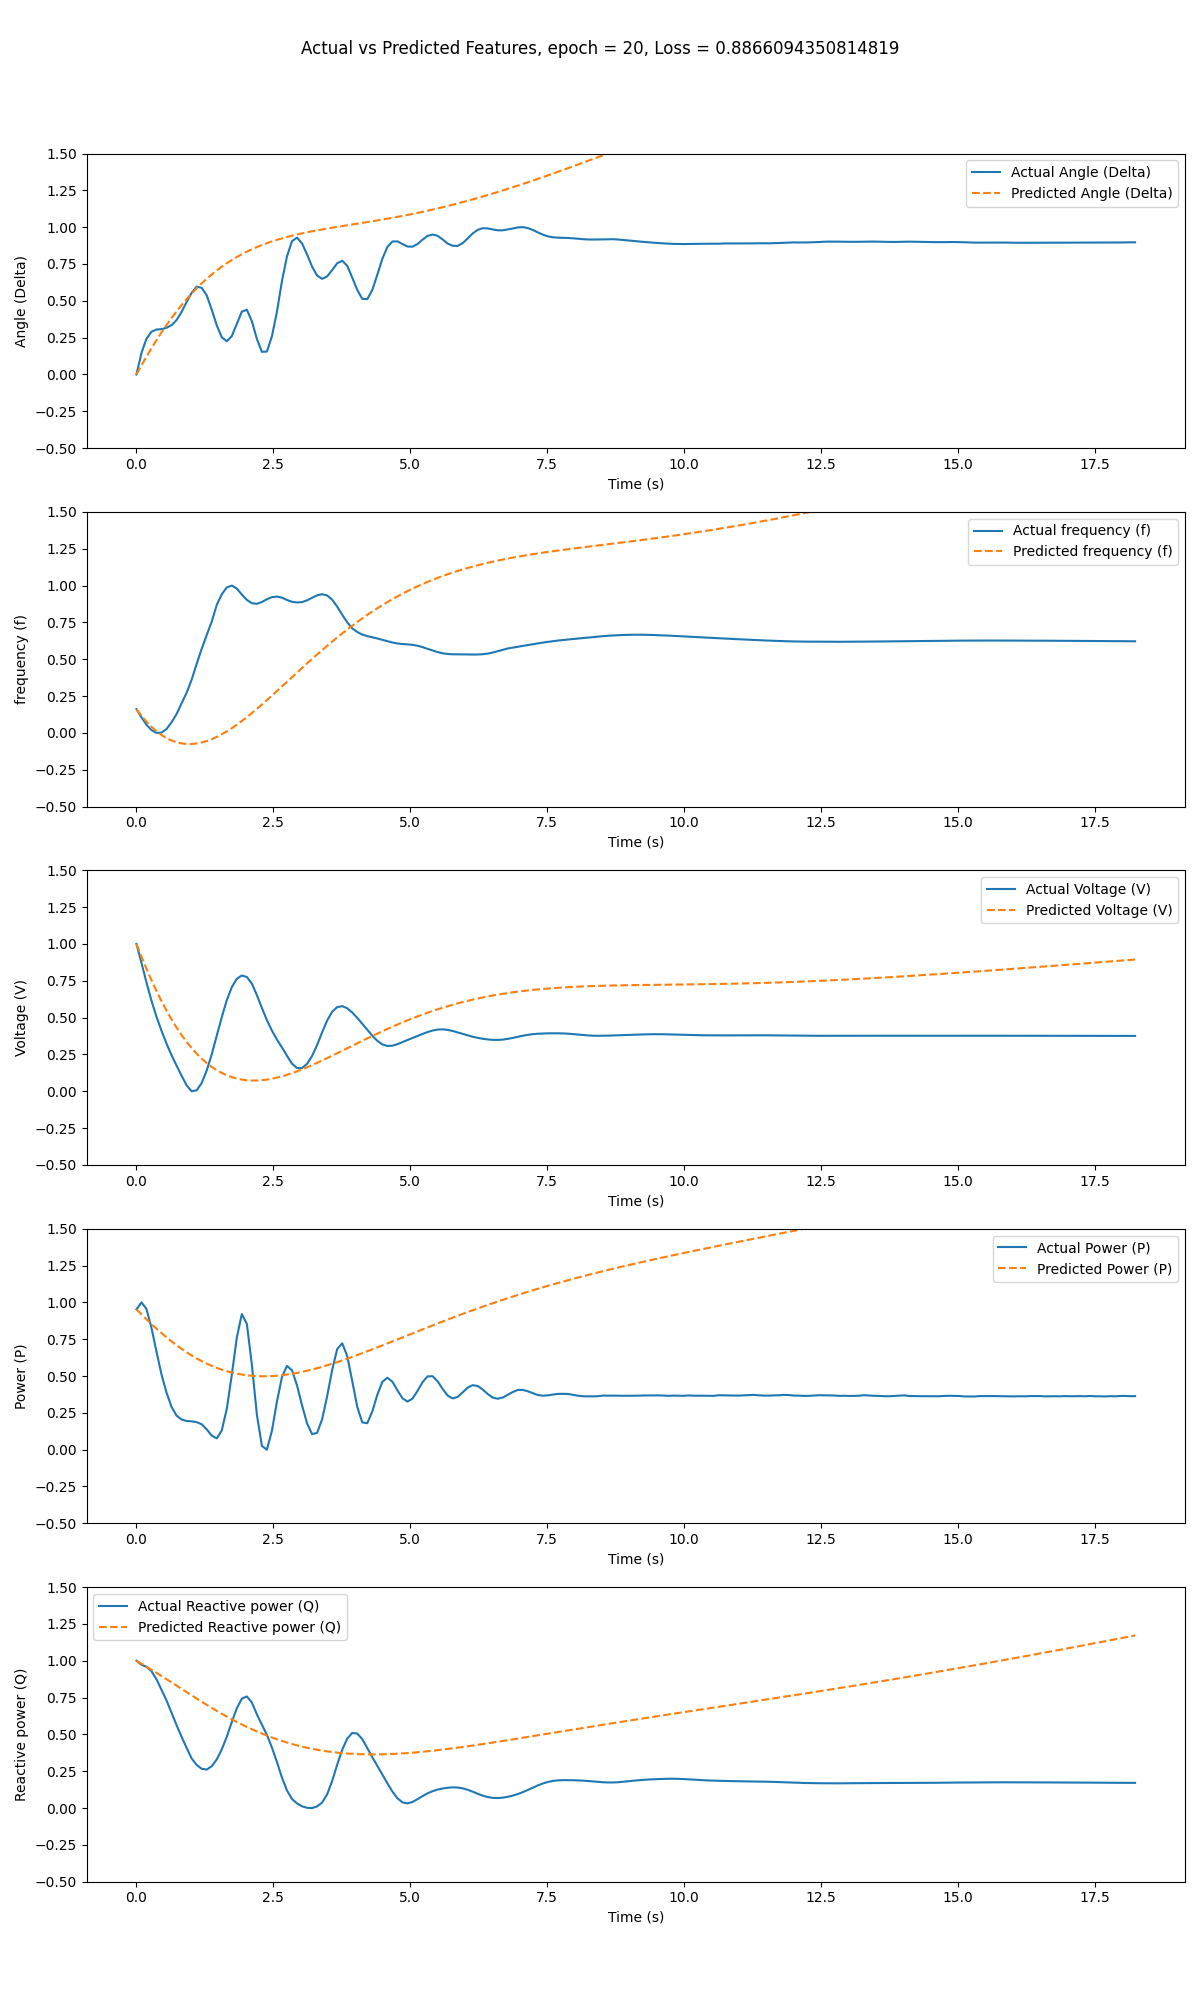 Actual vs Predicted Features, epoch = 20, Loss = 0.8866094350814819
1.50
1.25
1.00
0.75
0.50
0.25
0.00
−0.25
−0.50
Angle (Delta)
Actual Angle (Delta)
Predicted Angle (Delta)
0.0 2.5 5.0 7.5 10.0 12.5 15.0 17.5
Time (s)
1.50
1.25
1.00
0.75
0.50
0.25
0.00
−0.25
−0.50
frequency (f)
Actual frequency (f)
Predicted frequency (f)
0.0 2.5 5.0 7.5 10.0 12.5 15.0 17.5
Time (s)
1.50
1.25
1.00
0.75
0.50
0.25
0.00
−0.25
−0.50
Voltage (V)
Actual Voltage (V)
Predicted Voltage (V)
0.0 2.5 5.0 7.5 10.0 12.5 15.0 17.5
Time (s)
1.50
1.25
1.00
0.75
0.50
0.25
0.00
−0.25
−0.50
Power (P)
Actual Power (P)
Predicted Power (P)
0.0 2.5 5.0 7.5 10.0 12.5 15.0 17.5
Time (s)
1.50
1.25
1.00
0.75
0.50
0.25
0.00
−0.25
−0.50
Reactive power (Q)
Actual Reactive power (Q)
Predicted Reactive power (Q)
0.0 2.5 5.0 7.5 10.0 12.5 15.0 17.5
Time (s)